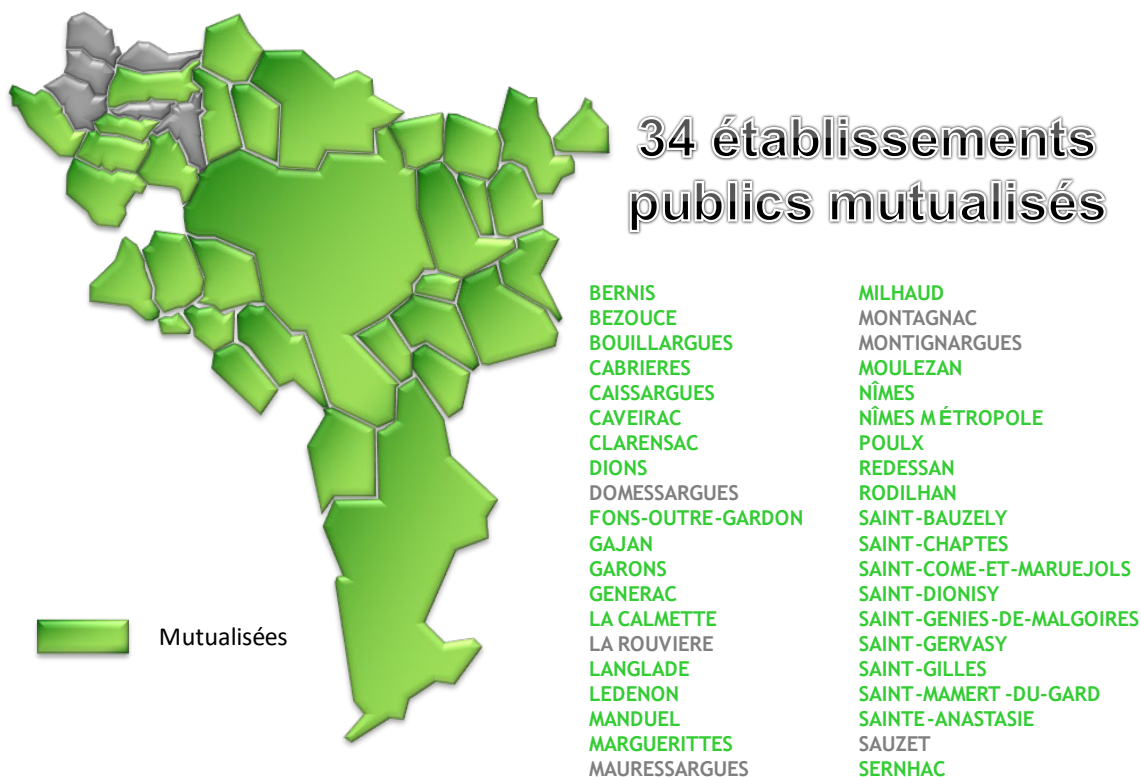 34 établissements
publics mutualisés
BERNIS
BEZOUCE
BOUILLARGUES
CABRIERES
CAISSARGUES
CAVEIRAC
CLARENSAC
DIONS
DOMESSARGUES
FONS-OUTRE-GARDON
GAJAN
GARONS
GENERAC
LA CALMETTE
LA ROUVIERE
LANGLADE
LEDENON
MANDUEL
MARGUERITTES
MAURESSARGUES
MILHAUD
MONTAGNAC
MONTIGNARGUES
MOULEZAN
NÎMES
NÎMES MÉTROPOLE
POULX
REDESSAN
RODILHAN
SAINT-BAUZELY
SAINT-CHAPTES
SAINT-COME-ET-MARUEJOLS
SAINT-DIONISY
SAINT-GENIES-DE-MALGOIRES
SAINT-GERVASY
SAINT-GILLES
SAINT-MAMERT-DU-GARD
SAINTE-ANASTASIE
SAUZET
SERNHAC
Mutualisées